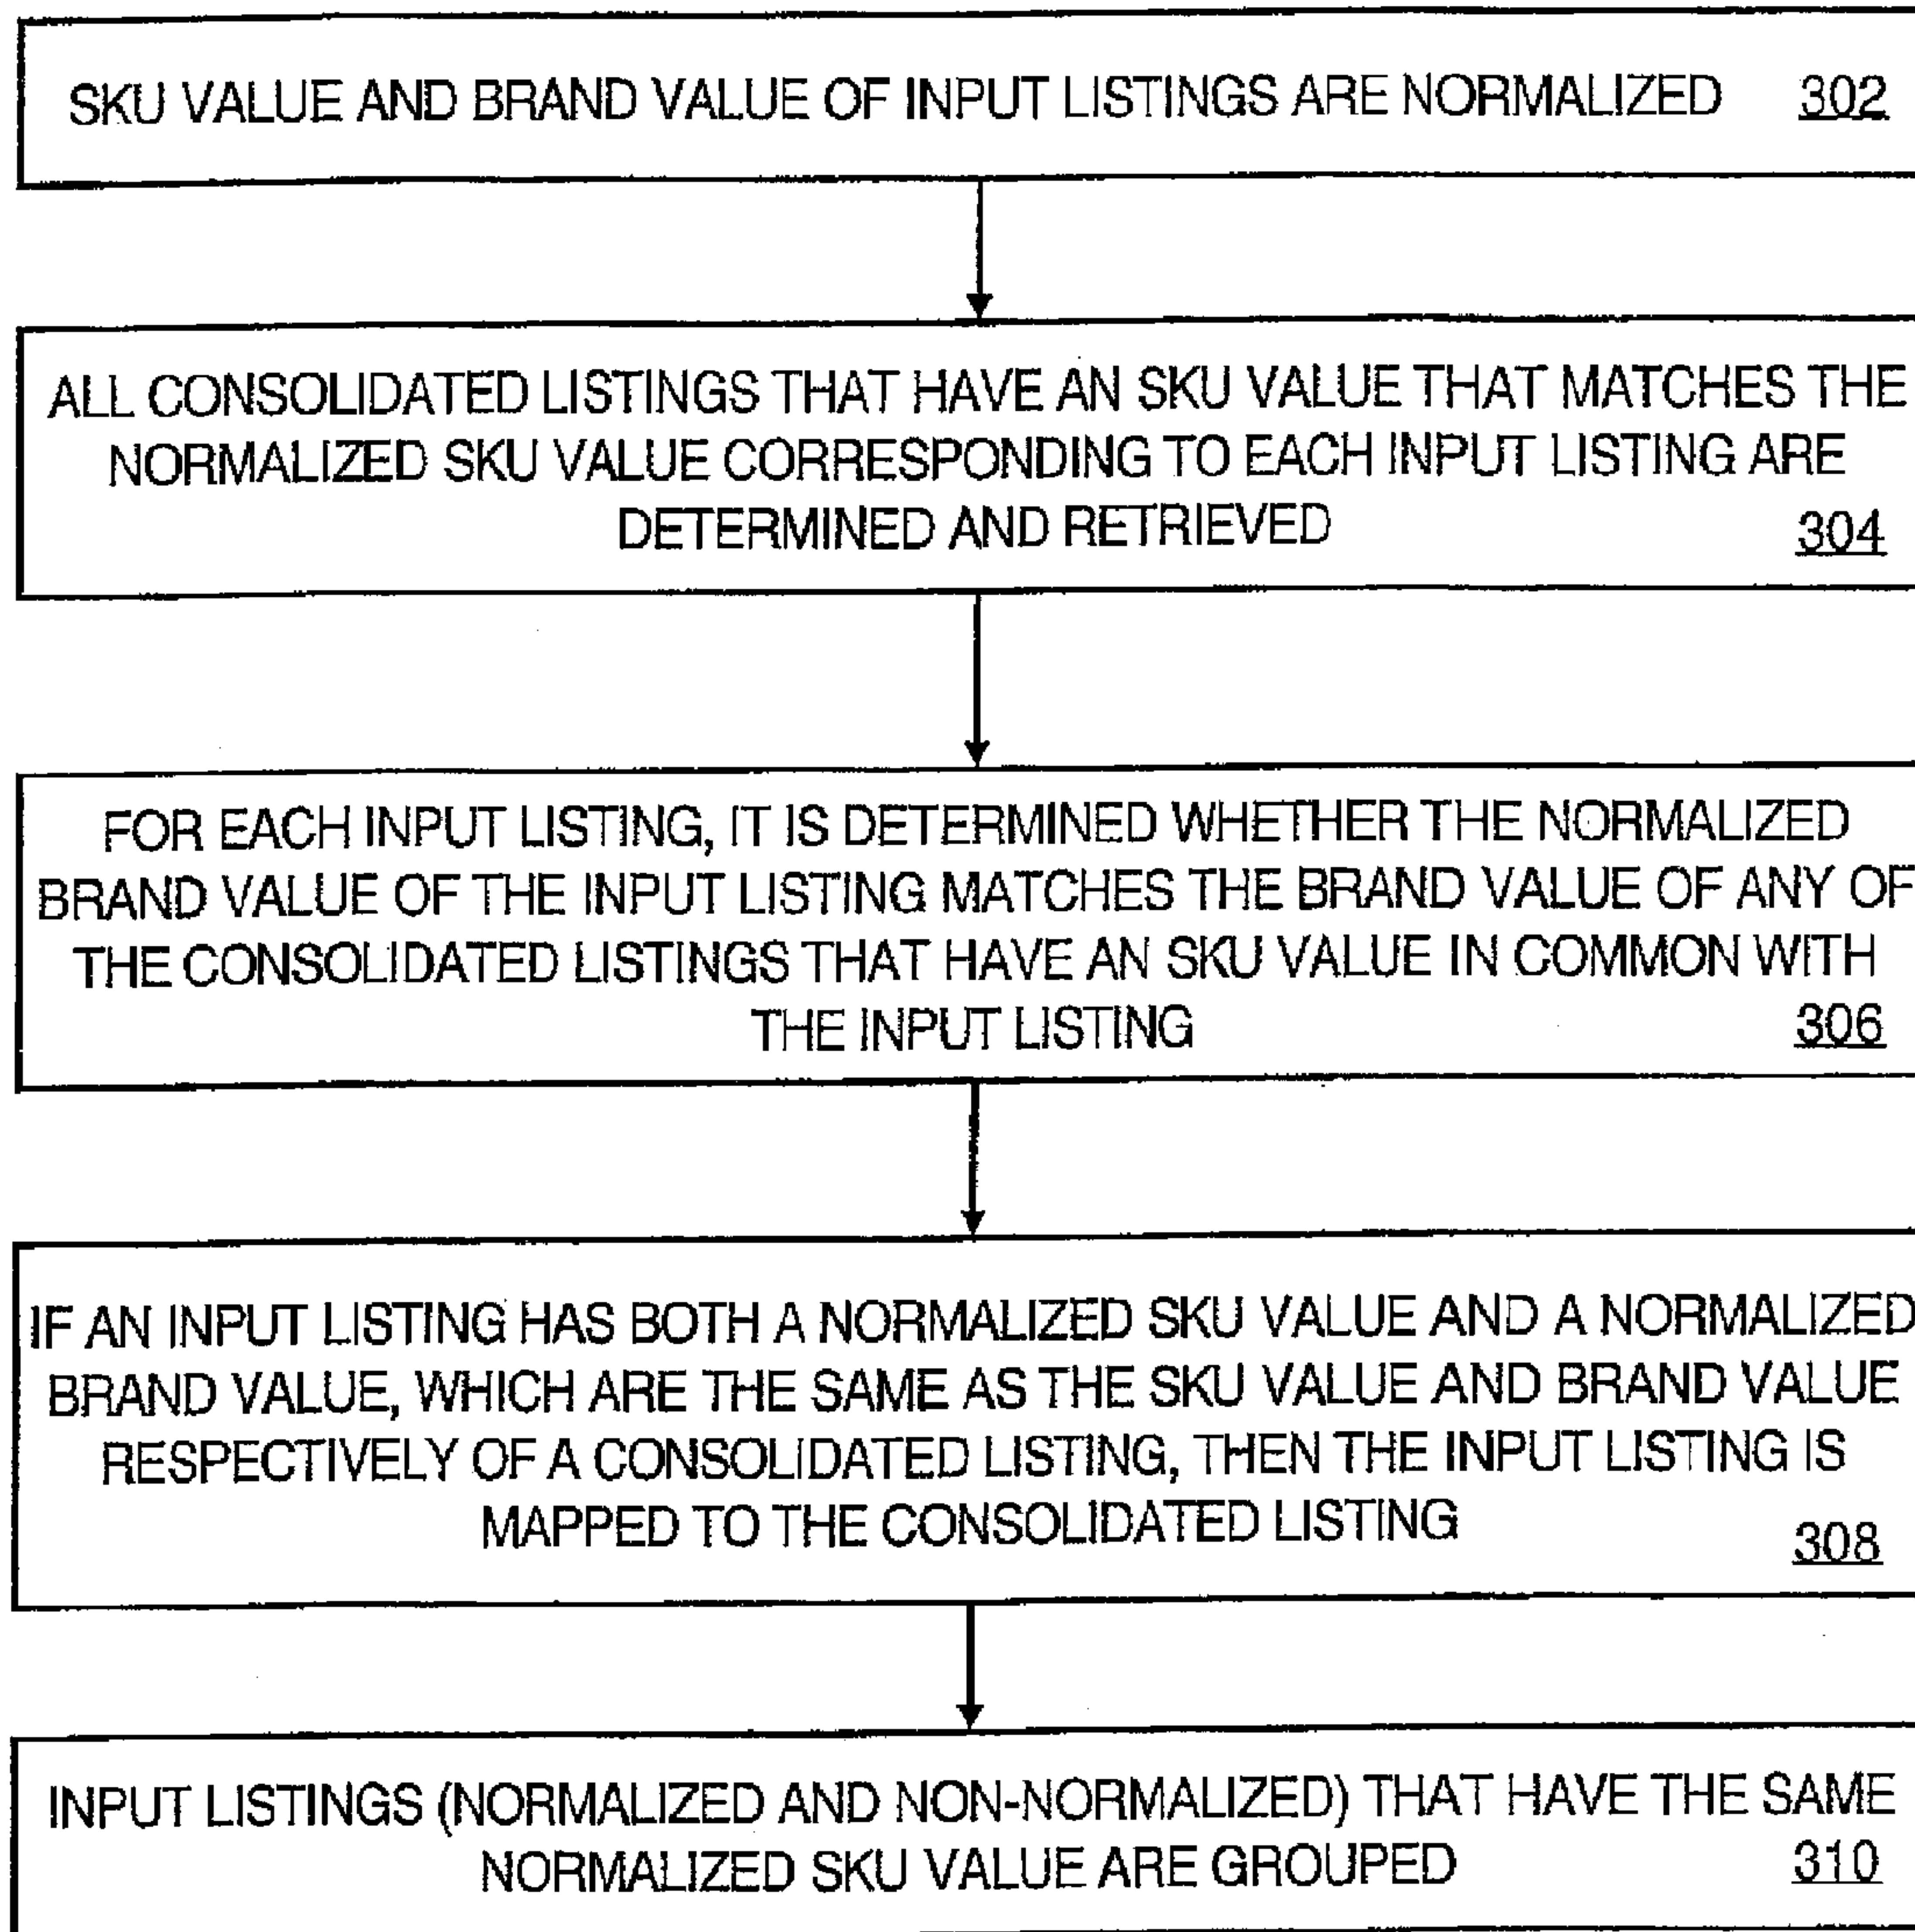 SKU VALUE AND BRAND VALUE OF INPUT LISTINGS ARE NORMALIZED 302
ALL CONSOLIDATED LISTINGS THAT HAVE AN SKU VALUE THAT MATCHES THE
NORMALIZED SKU VALUE CORRESPONDING TO EACH INPUT LISTING ARE
DETERMINED AND RETRIEVED 304
FOR EACH INPUT LISTING, IT IS DETERMINED WHETHER THE NORMALIZED
BRAND VALUE OF THE INPUT LISTING MATCHES THE BRAND VALUE OF ANY OF
THE CONSOLIDATED LISTINGS THAT HAVE AN SKU VALUE IN COMMON WITH
THE INPUT LISTING 306
IF AN INPUT LISTING HAS BOTH A NORMALIZED SKU VALUE AND A NORMALIZED
BRAND VALUE, WHICH ARE THE SAME AS THE SKU VALUE AND BRAND VALUE
RESPECTIVELY OF A CONSOLIDATED LISTING, THEN THE INPUT LISTING IS
MAPPED TO THE CONSOLIDATED LISTING 308
INPUT LISTINGS (NORMALIZED AND NON-NORMALIZED) THAT HAVE THE SAME
NORMALIZED SKU VALUE ARE GROUPED 310